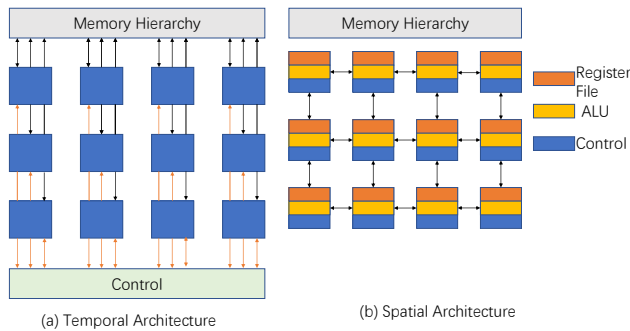 Memory Hierarchy
Memory Hierarchy
Register
File
ALU
Control
Control
(a) Temporal Architecture
(b) Spatial Architecture